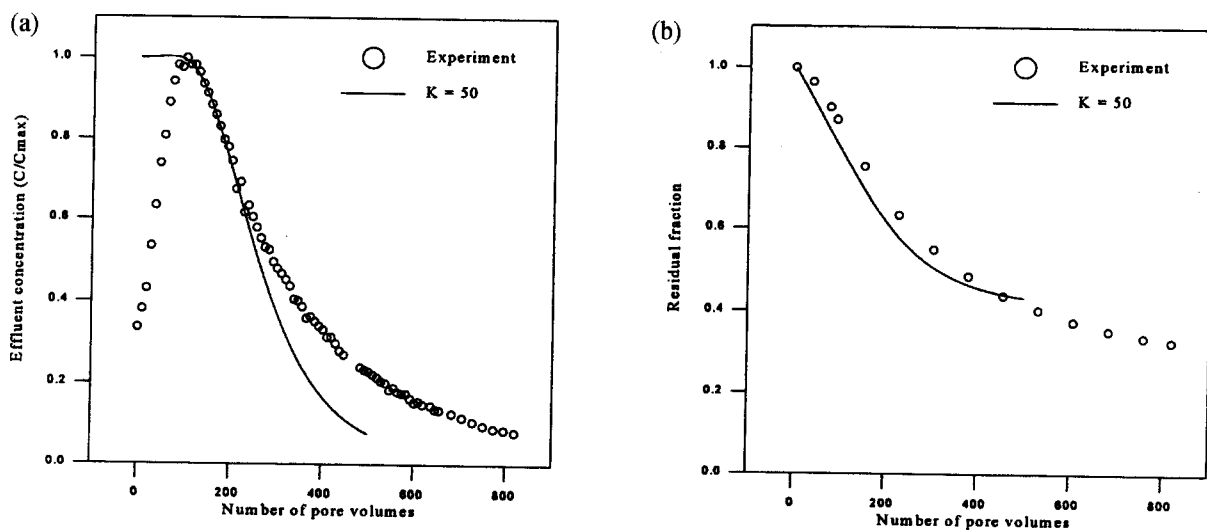 (a)
Effluent concentration (C/Cmax)
1.0
0.8
0.6
0.4
0.2
0.0
Experiment
K = 50
0 200 400 600 800
Number of pore volumes
(b)
Residual fraction
1.0
0.8
0.6
0.4
0.2
0.0
Experiment
K = 50
0 200 400 600 800
Number of pore volumes